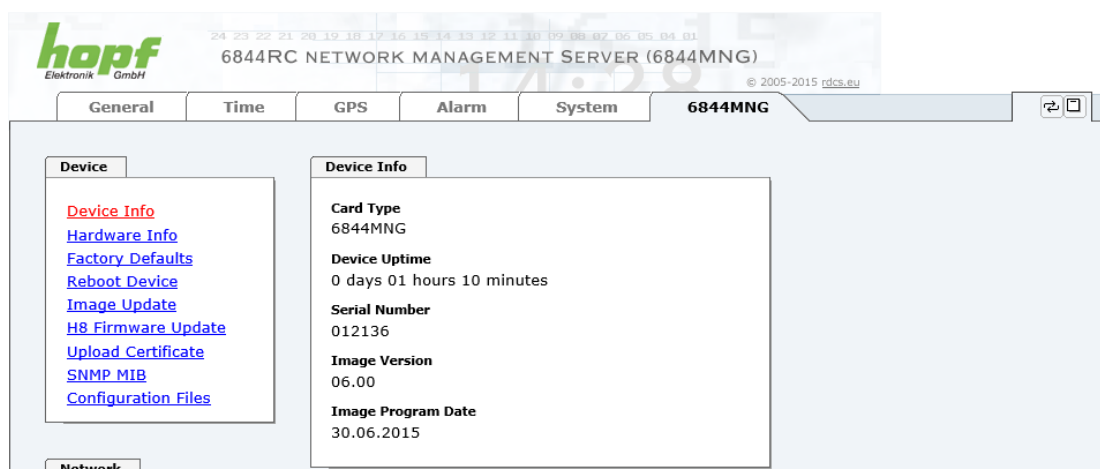 24 23 22 21 20 19 18 17 16 15 14 13 12 11 10 09 08 07 06 05 04 01
hopf
Elektronik GmbH
6844RC NETWORK MANAGEMENT SERVER (6844MNG)
14:28
© 2005-2015 rdcs.eu
General Time GPS Alarm System 6844MNG
Device
Device Info
Hardware Info
Factory Defaults
Reboot Device
Image Update
H8 Firmware Update
Upload Certificate
SNMP MIB
Configuration Files
Network
Device Info
Card Type
6844MNG
Device Uptime
0 days 01 hours 10 minutes
Serial Number
012136
Image Version
06.00
Image Program Date
30.06.2015